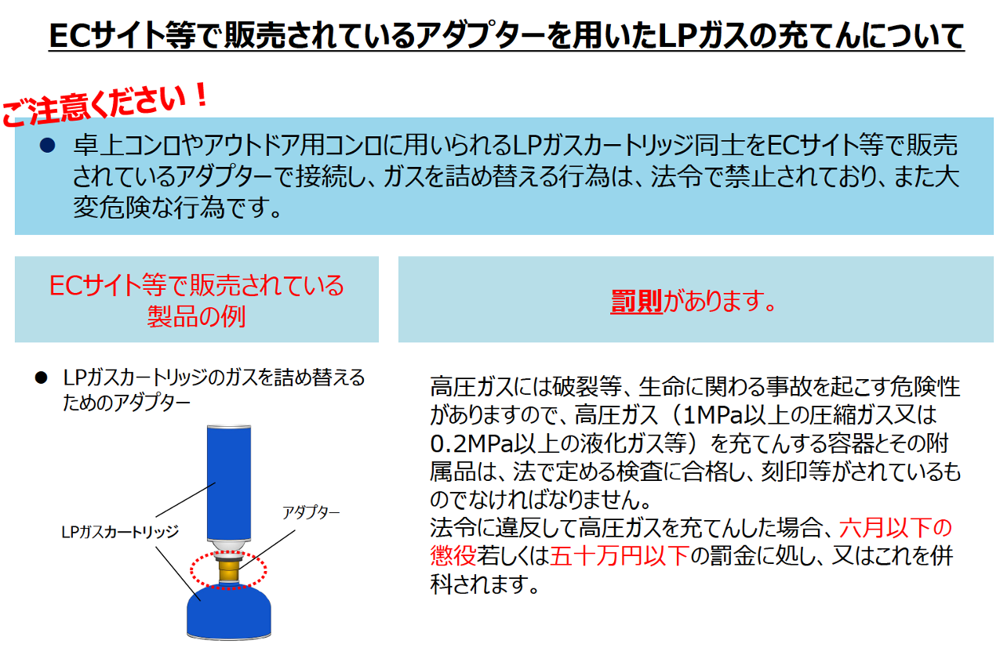 ECサイト等で販売されているアダプターを用いたLPガスの充てんについて
ご注意ください！
● 卓上コンロやアウトドア用コンロに用いられるLPガスカートリッジ同士をECサイト等で販売
されているアダプターで接続し、ガスを詰め替える行為は、法令で禁止されており、また大
変危険な行為です。
ECサイト等で販売されている
製品の例
● LPガスカートリッジのガスを詰め替える
ためのアダプター
アダプター
LPガスカートリッジ
罰則があります。
高圧ガスには破裂等、生命に関わる事故を起こす危険性
がありますので、高圧ガス（1MPa以上の圧縮ガス又は
0.2MPa以上の液化ガス等）を充てんする容器とその附
属品は、法で定める検査に合格し、刻印等がされているも
のでなければなりません。
法令に違反して高圧ガスを充てんした場合、六月以下の
懲役若しくは五十万円以下の罰金に処し、又はこれを併
科されます。